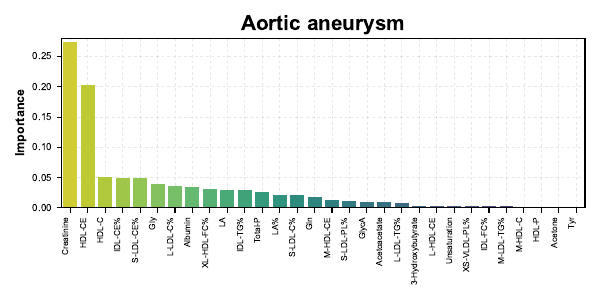 Aortic aneurysm
Importance
0.25
0.20
0.15
0.10
0.05
0.00
Creatinine
HDL-CE
HDL-C
IDL-CE%
S-LDL-CE%
Gly
L-LDL-C%
Albumin
XL-HDL-FC%
LA
IDL-TG%
Total-P
LA%
S-LDL-C%
Gln
M-HDL-CE
S-LDL-PL%
GlycA
Acetoacetate
L-LDL-TG%
3-Hydroxybutyrate
L-HDL-CE
Unsaturation
XS-VLDL-PL%
IDL-FC%
M-LDL-TG%
M-HDL-C
HDL-P
Acetone
Tyr